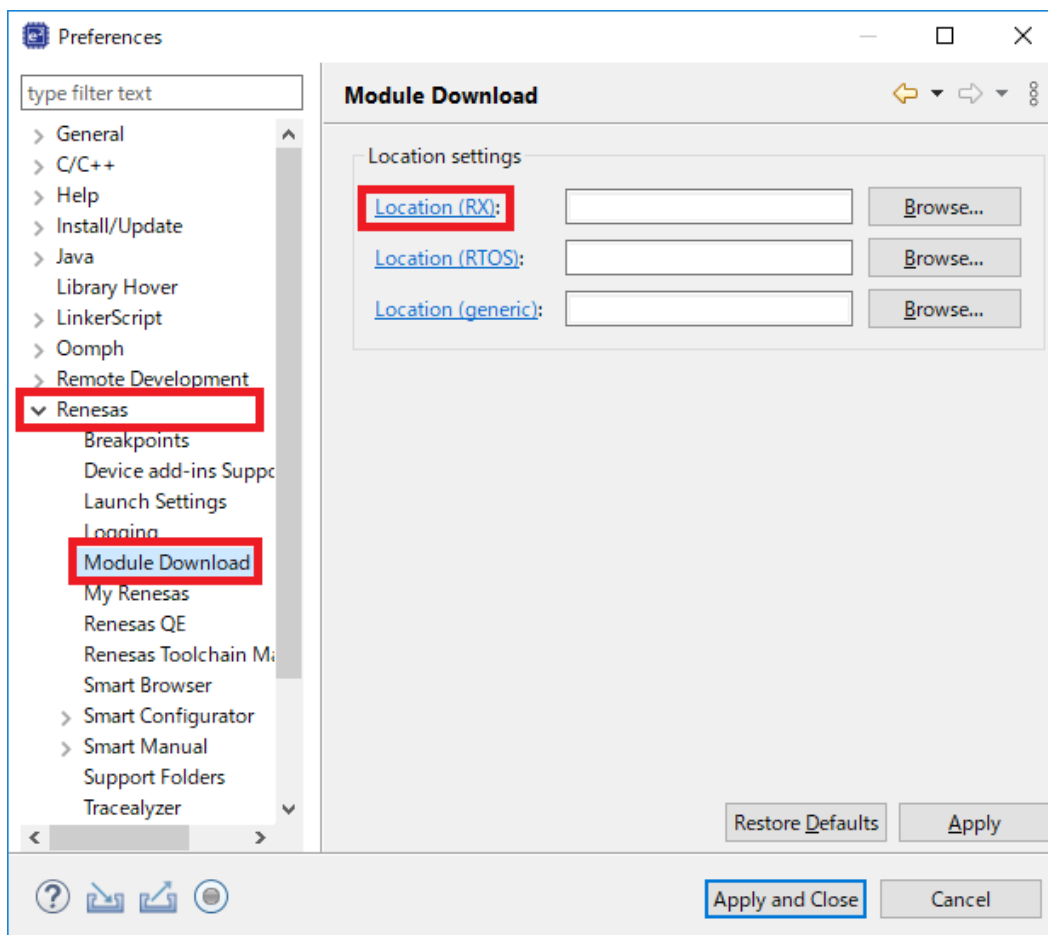 Preferences
type filter text
General
C/C++
Help
Install/Update
Java
Library Hover
LinkerScript
Oomph
Remote Development
Renesas
Breakpoints
Device add-ins Suppo
Launch Settings
Logging
Module Download
My Renesas
Renesas QE
Renesas Toolchain Ma
Smart Browser
Smart Configurator
Smart Manual
Support Folders
Tracealyzer
Module Download
Location settings
Location (RX): Browse...
Location (RTOS): Browse...
Location (generic): Browse...
Restore Defaults Apply
Apply and Close Cancel